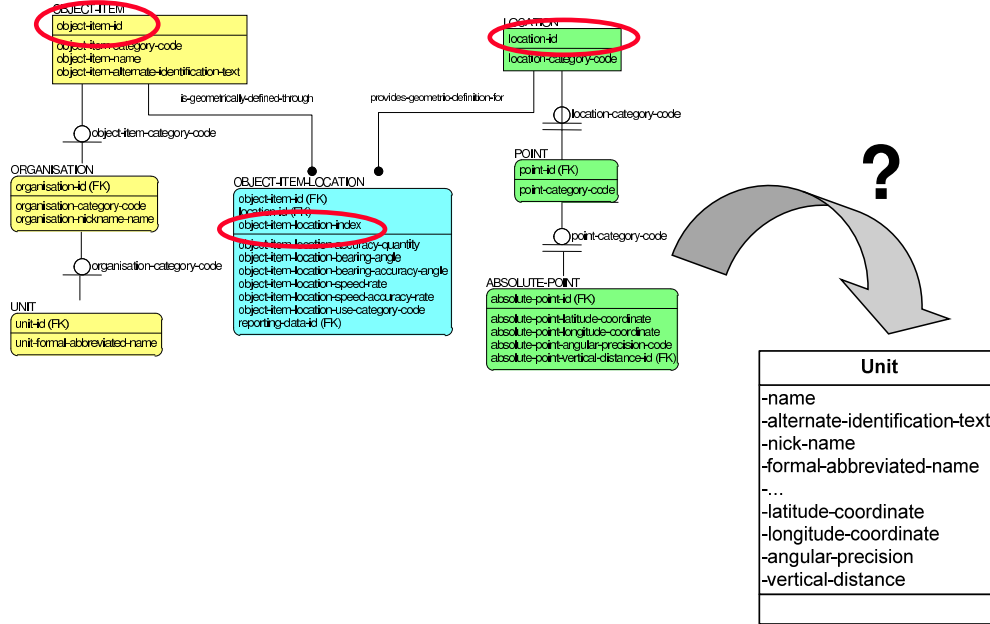 OBJECT-ITEM
object-item-id
object-item-category-code
object-item-name
object-item-alternate-identification-text
LOCATION
location-id
location-category-code
is-geometrically-defined-through
provides-geometric-definition-for
object-item-category-code
location-category-code
ORGANISATION
organisation-id (FK)
organisation-category-code
organisation-nickname-name
OBJECT-ITEM-LOCATION
object-item-id (FK)
location-id (FK)
object-item-location-index
object-item-location-accuracy-quantity
object-item-location-bearing-angle
object-item-location-bearing-accuracy-angle
object-item-location-speed-rate
object-item-location-speed-accuracy-rate
object-item-location-use-category-code
reporting-data-id (FK)
POINT
point-id (FK)
point-category-code
?
organisation-category-code
point-category-code
UNIT
unit-id (FK)
unit-formal-abbreviated-name
ABSOLUTE-POINT
absolute-point-id (FK)
absolute-point-latitude-coordinate
absolute-point-longitude-coordinate
absolute-point-angular-precision-code
absolute-point-vertical-distance-id (FK)
Unit
-name
-alternate-identification-text
-nick-name
-formal-abbreviated-name
-...
-latitude-coordinate
-longitude-coordinate
-angular-precision
-vertical-distance